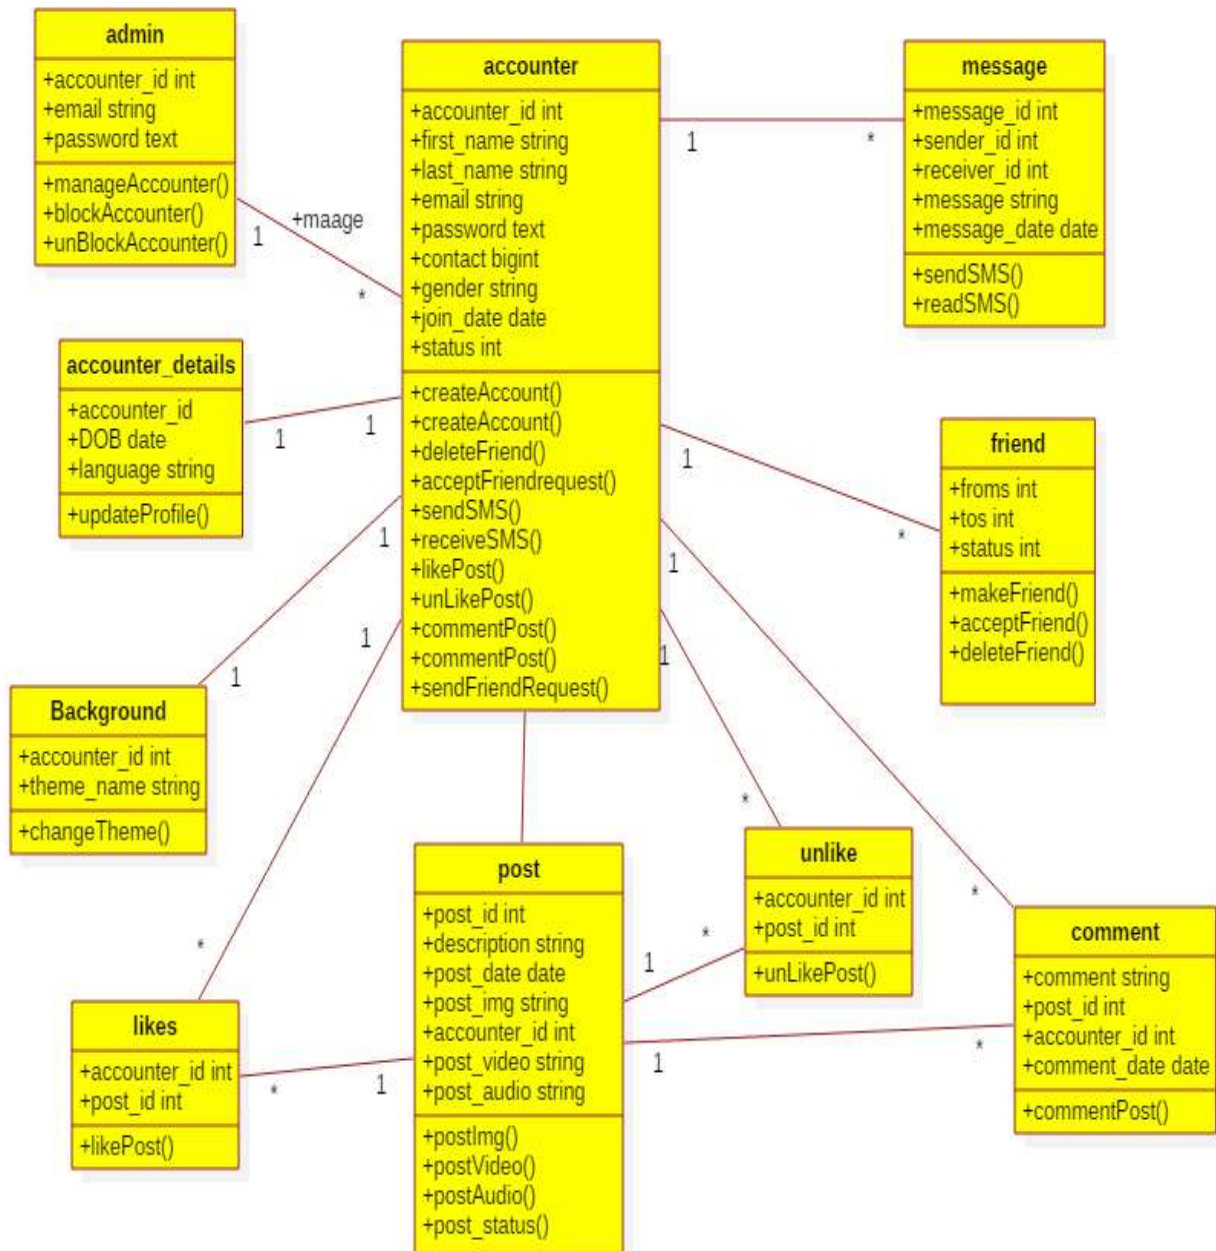 admin
+accounter_id int
+email string
+password text
+manageAccounter()
+blockAccounter()
+unBlockAccounter()
1
+maage
*
accounter
+accounter_id int
+first_name string
+last_name string
+email string
+password text
+contact bigint
+gender string
+join_date date
+status int
+createAccount()
+createAccount()
+deleteFriend()
+acceptFriendrequest()
+sendSMS()
+receiveSMS()
+likePost()
+unLikePost()
+commentPost()
+commentPost()
+sendFriendRequest()
1
*
message
+message_id int
+sender_id int
+receiver_id int
+message string
+message_date date
+sendSMS()
+readSMS()
accounter_details
+accounter_id
+DOB date
+language string
+updateProfile()
1
1
1
*
friend
+froms int
+tos int
+status int
+makeFriend()
+acceptFriend()
+deleteFriend()
1
1
Background
+accounter_id int
+theme_name string
+changeTheme()
1
*
1
*
1
*
likes
+accounter_id int
+post_id int
+likePost()
*
1
post
+post_id int
+description string
+post_date date
+post_img string
+accounter_id int
+post_video string
+post_audio string
+postImg()
+postVideo()
+postAudio()
+post_status()
1
*
unlike
+accounter_id int
+post_id int
+unLikePost()
1
*
comment
+comment string
+post_id int
+accounter_id int
+comment_date date
+commentPost()